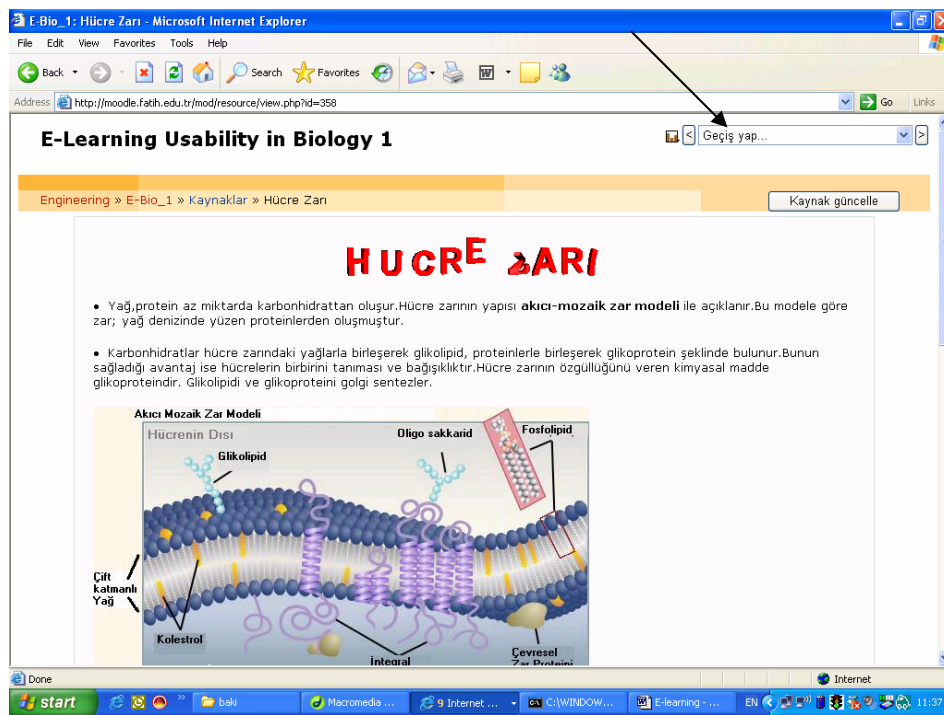 E-Bio_1: Hücre Zarı - Microsoft Internet Explorer
File Edit View Favorites Tools Help
Back Search Favorites
Address http://moodle.fatih.edu.tr/mod/resource/view.php?id=358 Go Links
E-Learning Usability in Biology 1
< Geçiş yap... >
Engineering » E-Bio_1 » Kaynaklar » Hücre Zarı Kaynak güncelle
HUCRE ZARI
• Yağ,protein az miktarda karbonhidrattan oluşur.Hücre zarının yapısı akıcı-mozaik zar modeli ile açıklanır.Bu modele göre
zar; yağ denizinde yüzen proteinlerden oluşmuştur.
• Karbonhidratlar hücre zarındaki yağlarla birleşerek glikolipid, proteinlerle birleşerek glikoprotein şeklinde bulunur.Bunun
sağladığı avantaj ise hücrelerin birbirini tanıması ve bağışıklıktır.Hücre zarının özgüllüğünü veren kimyasal madde
glikoproteindir. Glikolipidi ve glikoproteini golgi sentezler.
Akıcı Mozaik Zar Modeli
Hücrenin Dısı
Oligo sakkarid
Fosfolipid
Glikolipid
Çift
katmanlı
Yağ
Kolestrol
İntegral
Çevresel
Zar Proteini
Done Internet
start baki Macromedia ... 9 Internet ... C:\WINDOW... E-learning - ... EN 11:37